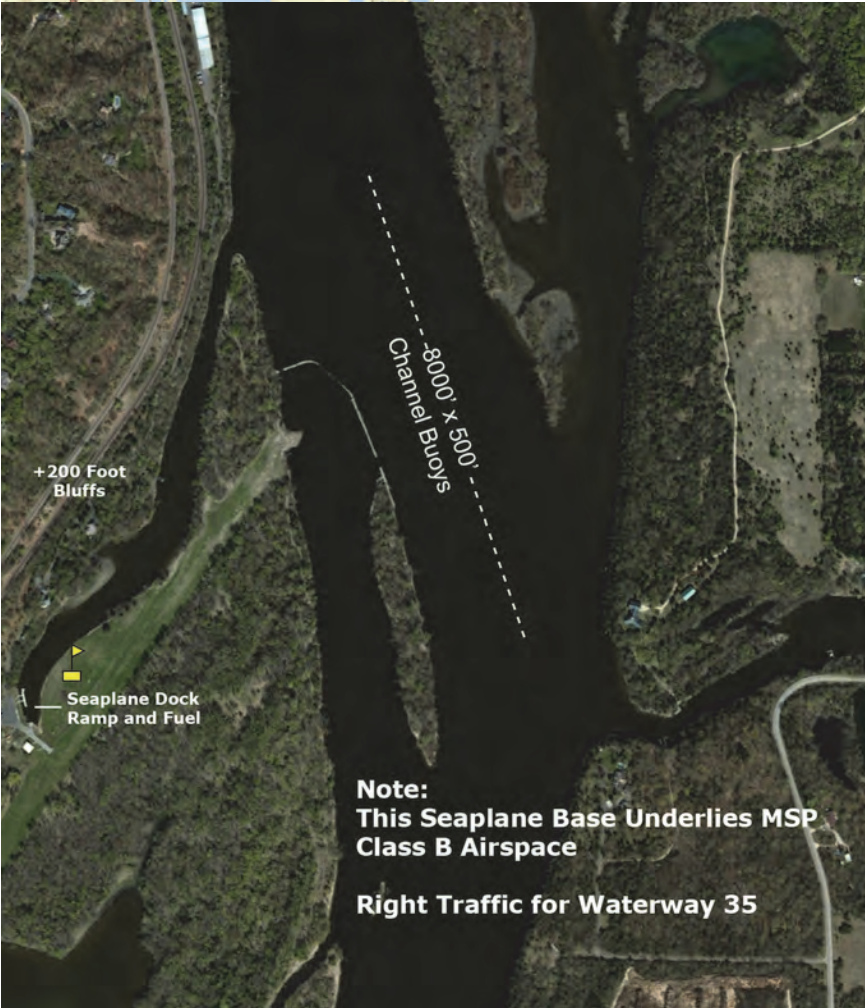 -8000' x 500'
Channel Buoys
+200 Foot
Bluffs
Seaplane Dock
Ramp and Fuel
Note:
This Seaplane Base Underlies MSP
Class B Airspace
Right Traffic for Waterway 35